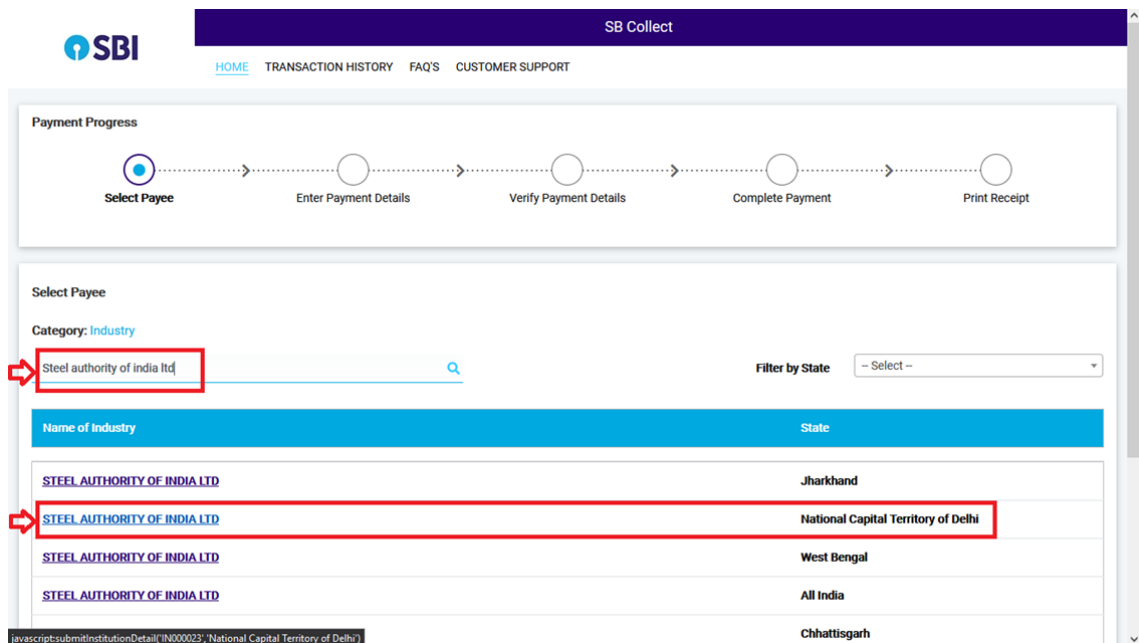 SBI
SB Collect
HOME TRANSACTION HISTORY FAQ'S CUSTOMER SUPPORT
Payment Progress
Select Payee Enter Payment Details Verify Payment Details Complete Payment Print Receipt
Select Payee
Category: Industry
Steel authority of india ltd
Filter by State -- Select --
Name of Industry State
STEEL AUTHORITY OF INDIA LTD Jharkhand
STEEL AUTHORITY OF INDIA LTD National Capital Territory of Delhi
STEEL AUTHORITY OF INDIA LTD West Bengal
STEEL AUTHORITY OF INDIA LTD All India
Chhattisgarh
javascript:submitInstitutionDetail('IN000023','National Capital Territory of Delhi')